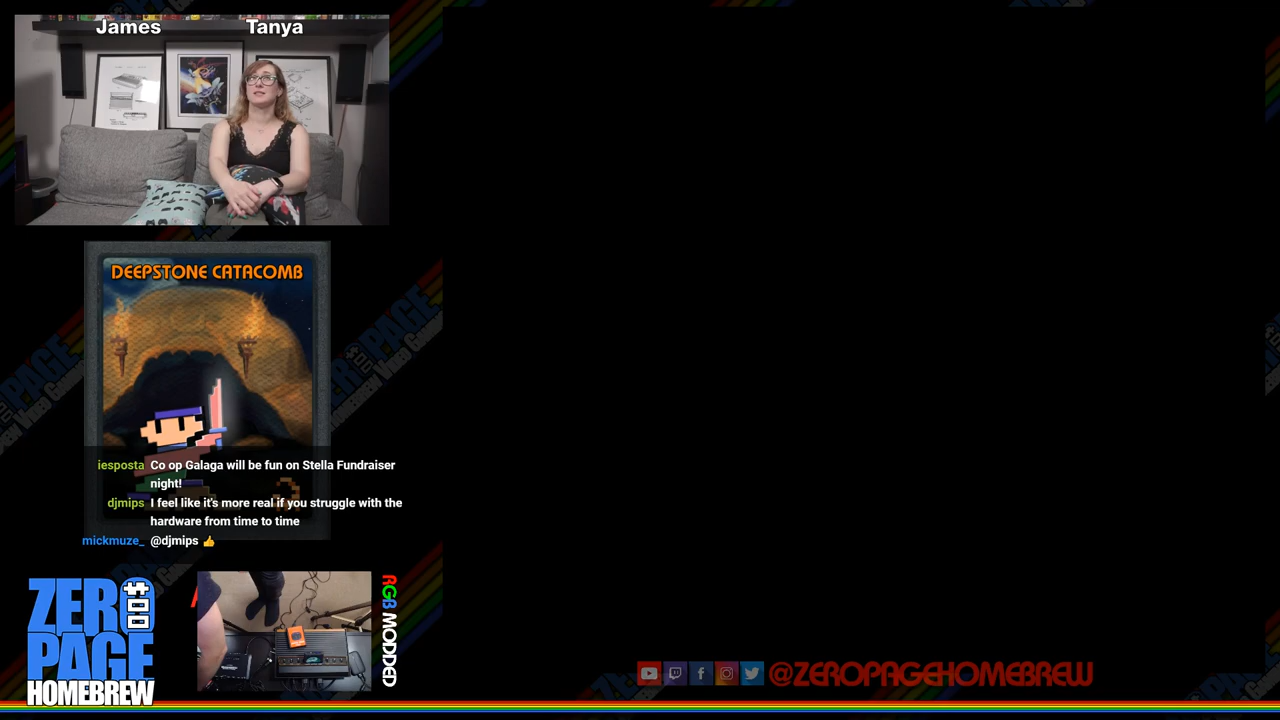 James
Tanya
DEEPSTONE CATACOMB
iesposta Co op Galaga will be fun on Stella Fundraiser
night!
djmips I feel like it's more real if you struggle with the
hardware from time to time
mickmuze_ @djmips 👍
ZERO
$00
PAGE
HOMEBREW
RGB MODDED
@ZEROPAGEHOMEBREW